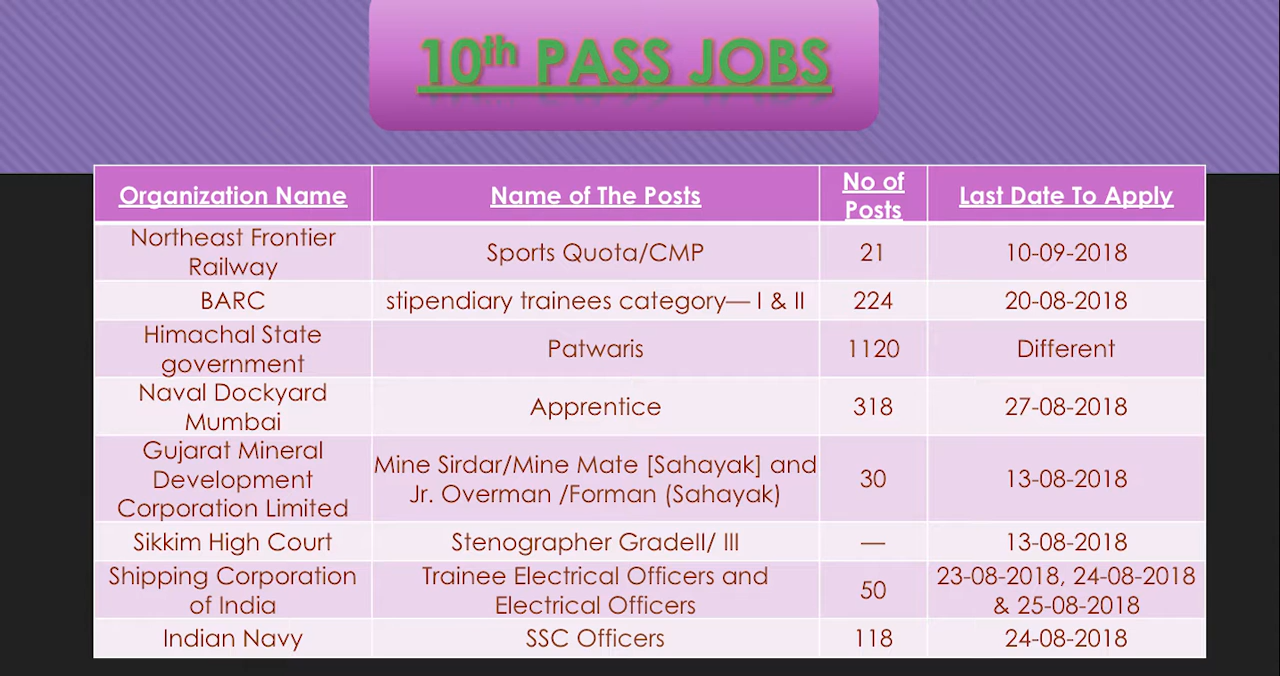 10th PASS JOBS
Organization Name Name of The Posts No of Posts Last Date To Apply
Northeast Frontier Railway Sports Quota/CMP 21 10-09-2018
BARC stipendiary trainees category— I & II 224 20-08-2018
Himachal State government Patwaris 1120 Different
Naval Dockyard Mumbai Apprentice 318 27-08-2018
Gujarat Mineral Development Corporation Limited Mine Sirdar/Mine Mate [Sahayak] and Jr. Overman /Forman (Sahayak) 30 13-08-2018
Sikkim High Court Stenographer GradeII/ III — 13-08-2018
Shipping Corporation of India Trainee Electrical Officers and Electrical Officers 50 23-08-2018, 24-08-2018 & 25-08-2018
Indian Navy SSC Officers 118 24-08-2018